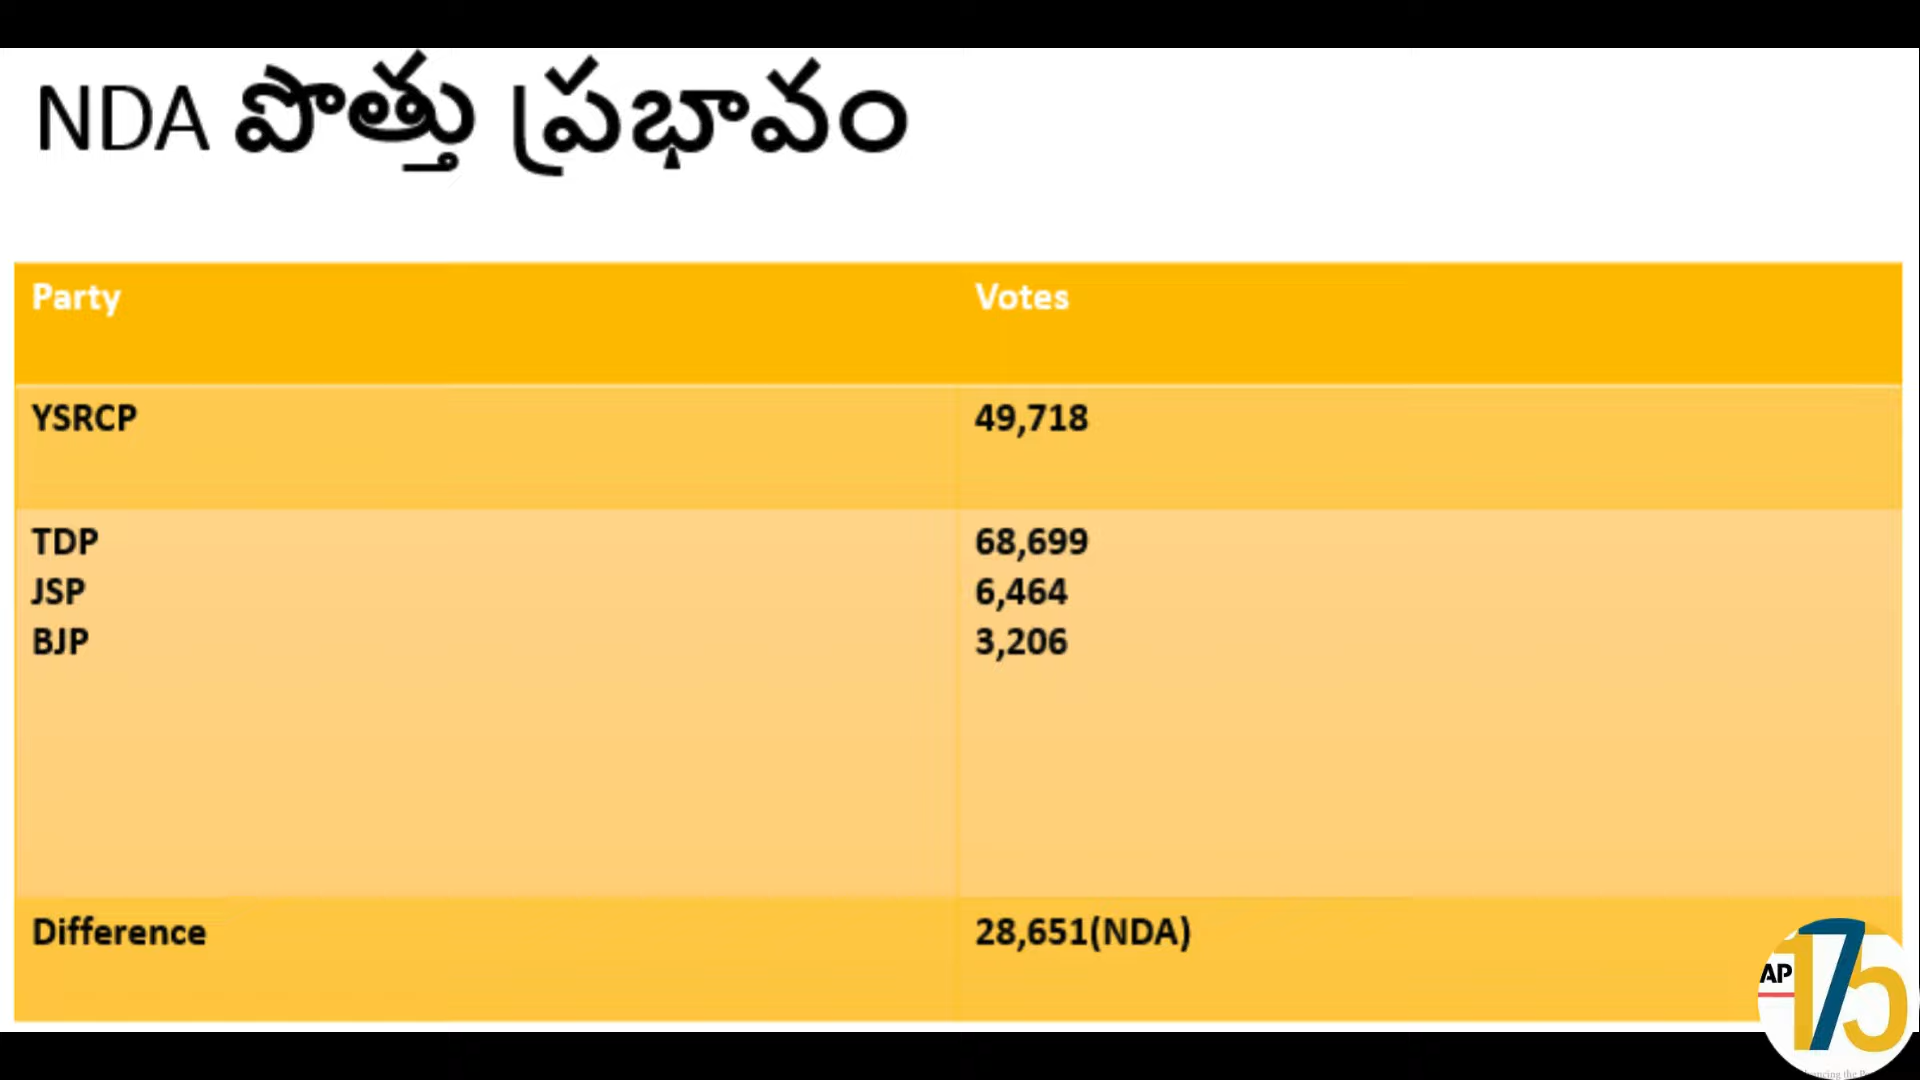 NDA పొత్తు ప్రభావం
Party Votes
YSRCP 49,718
TDP 68,699
JSP 6,464
BJP 3,206
Difference 28,651(NDA)
AP 175